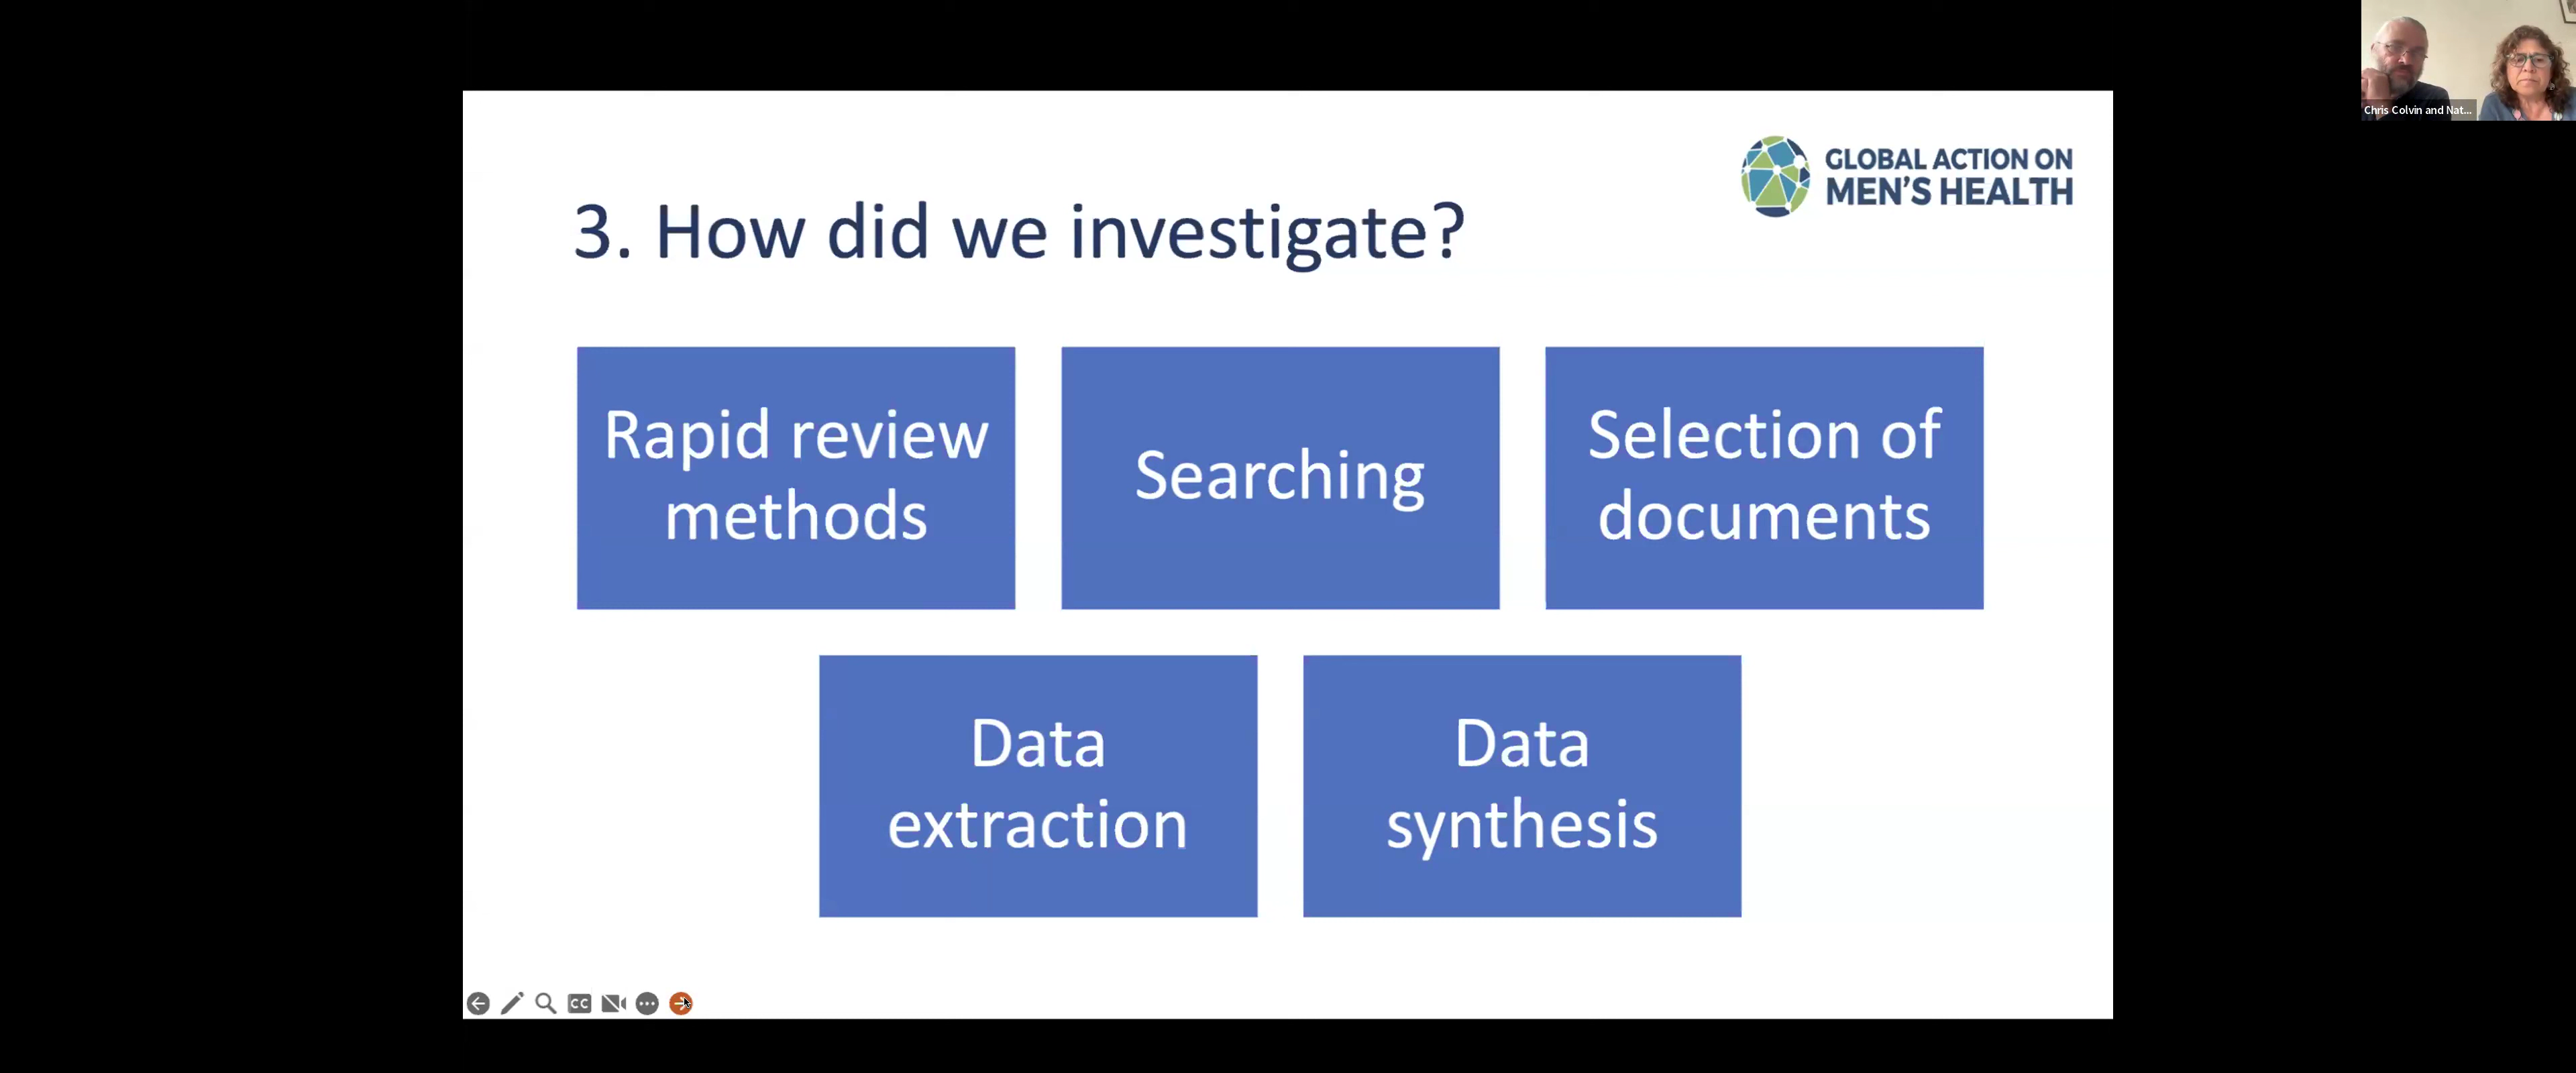 Chris Colvin and Nat...
GLOBAL ACTION ON
MEN'S HEALTH
3. How did we investigate?
Rapid review
methods
Searching
Selection of
documents
Data
extraction
Data
synthesis
CC